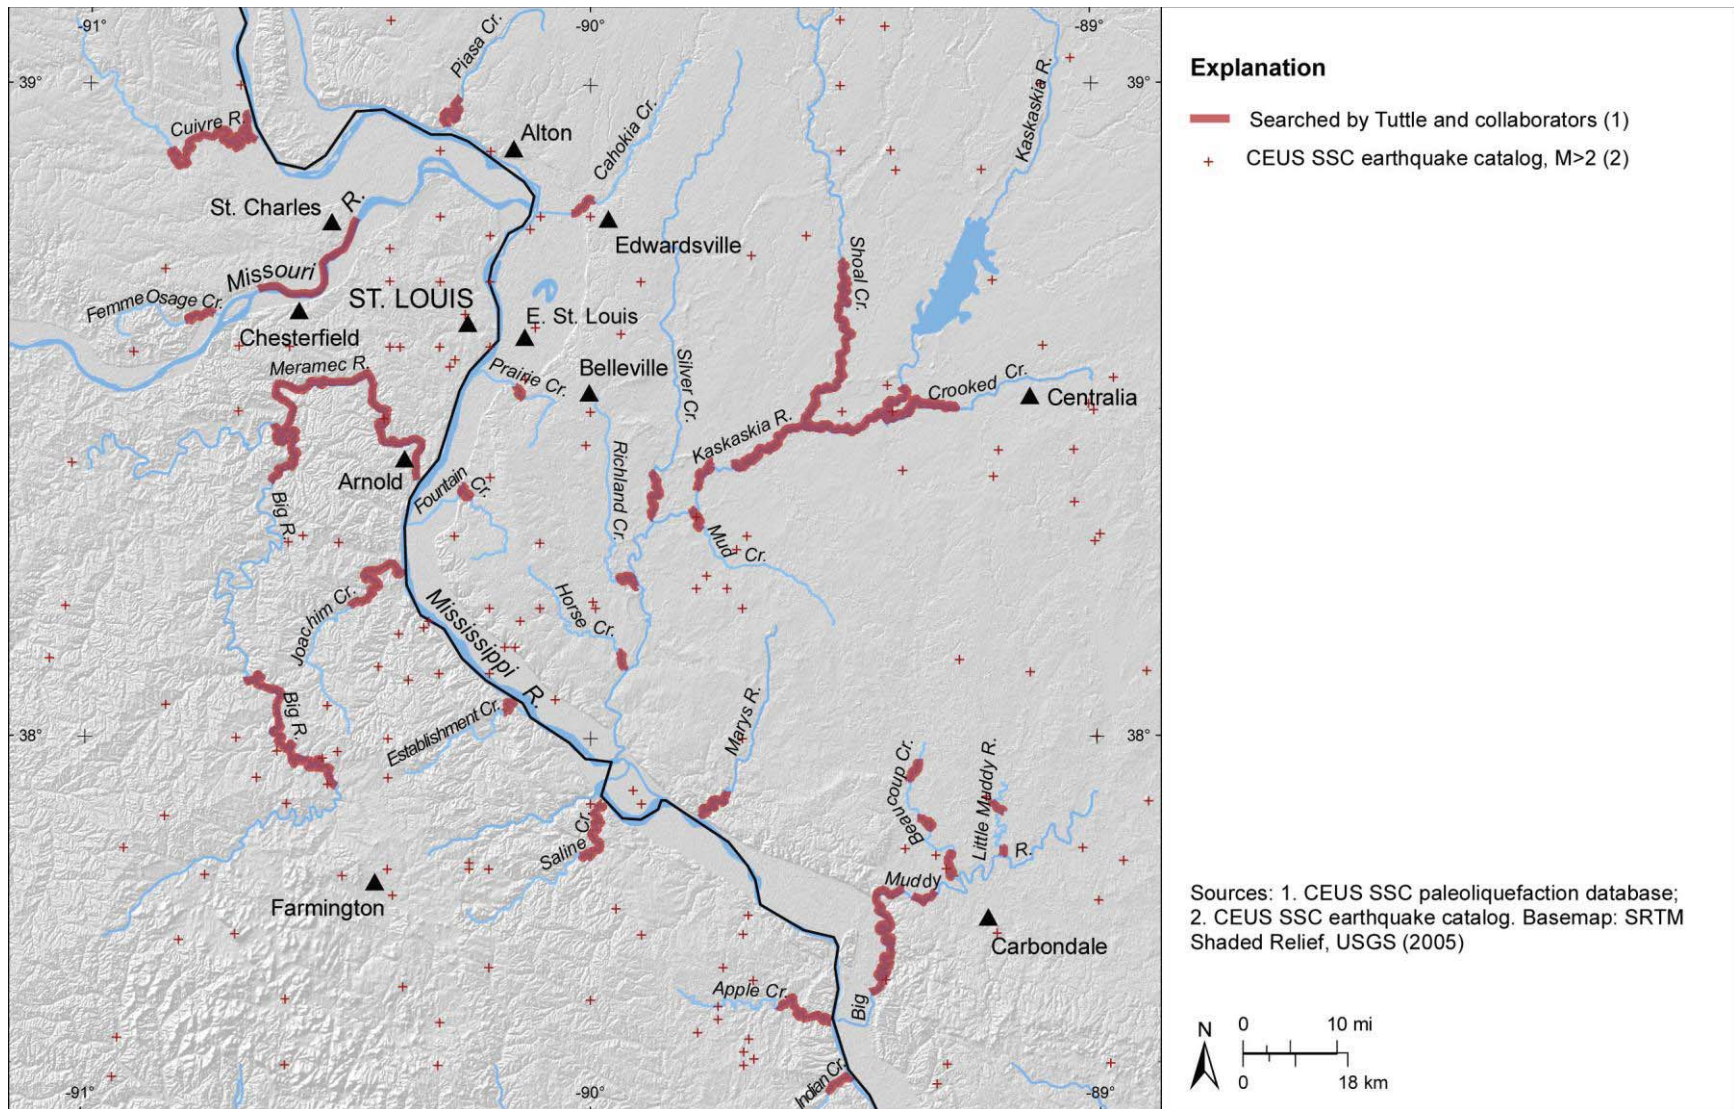 -91°
-90°
-89°
39°
39°
Piasa Cr.
Kaskaskia R.
Cuivre R.
Alton
Cahokia Cr.
St. Charles
R.
Edwardsville
Missouri
Shoal Cr.
Femme Osage Cr.
ST. LOUIS
E. St. Louis
Chesterfield
Meramec R.
Prairie Cr.
Belleville
Silver Cr.
Crooked Cr.
Centralia
Kaskaskia R.
Arnold
Fountain Cr.
Richland Cr.
Big R.
Mud Cr.
Joachim Cr.
Mississippi R.
Horse Cr.
Big R.
Establishment Cr.
Marys R.
38°
38°
Beaucoup Cr.
Little Muddy R.
Saline Cr.
R.
Muddy
Farmington
Carbondale
Apple Cr.
Big
Indian Cr.
-91°
-90°
-89°
Explanation
Searched by Tuttle and collaborators (1)
CEUS SSC earthquake catalog, M>2 (2)
Sources: 1. CEUS SSC paleoliquefaction database;
2. CEUS SSC earthquake catalog. Basemap: SRTM
Shaded Relief, USGS (2005)
N
0 10 mi
0 18 km